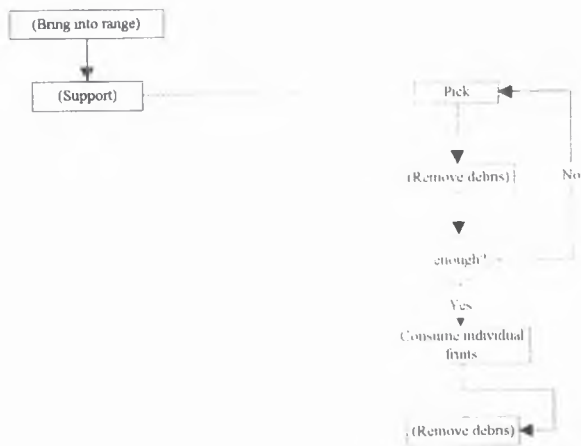 (Bring into range)
(Support)
Pick
(Remove debris)
No
enough?
Yes
Consume individual
fruits
(Remove debris)